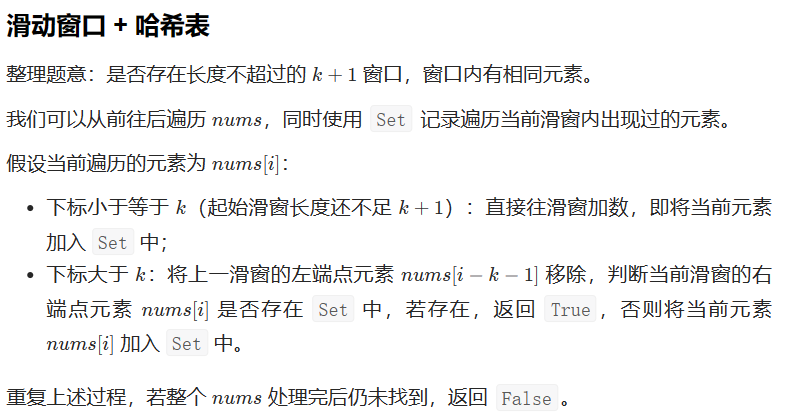 滑动窗口 + 哈希表
整理题意：是否存在长度不超过的 k + 1 窗口，窗口内有相同元素。
我们可以从前往后遍历 nums，同时使用 Set 记录遍历当前滑窗内出现过的元素。
假设当前遍历的元素为 nums[i]：
• 下标小于等于 k（起始滑窗长度还不足 k + 1）：直接往滑窗加数，即将当前元素
加入 Set 中；
• 下标大于 k：将上一滑窗的左端点元素 nums[i − k − 1] 移除，判断当前滑窗的右
端点元素 nums[i] 是否存在 Set 中，若存在，返回 True，否则将当前元素
nums[i] 加入 Set 中。
重复上述过程，若整个 nums 处理完后仍未找到，返回 False。